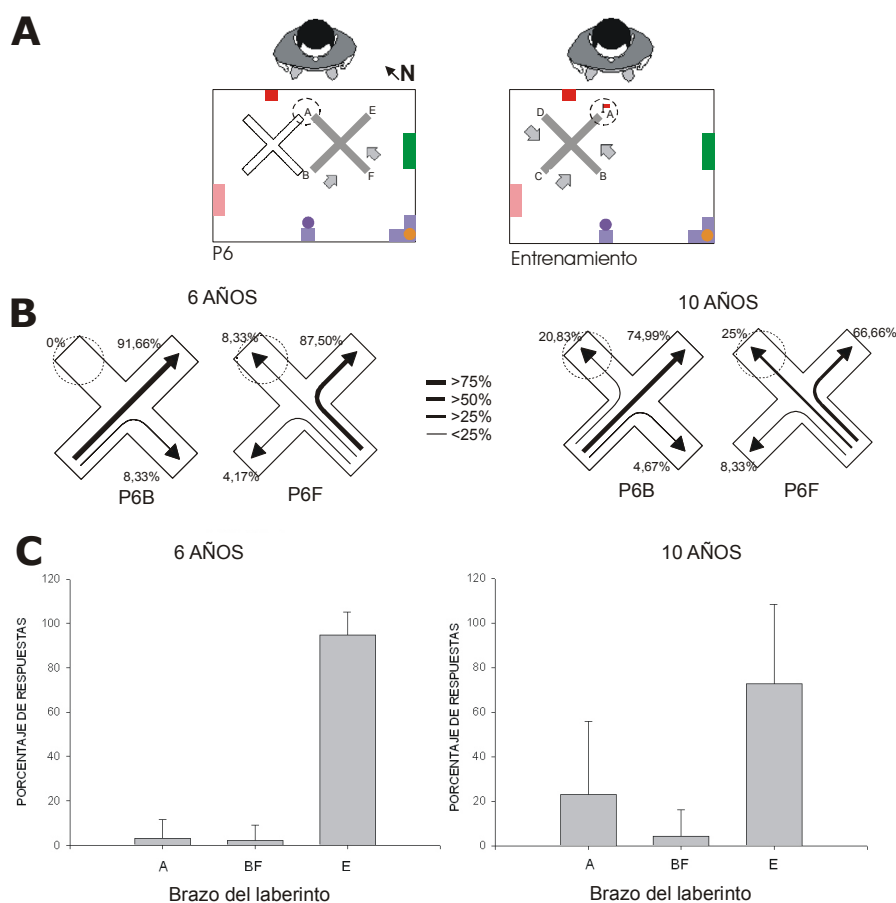 A
N
A
E
B
F
P6
D
A
C
B
Entrenamiento
B
6 AÑOS
10 AÑOS
0%
91,66%
8,33%
P6B
8,33%
87,50%
4,17%
P6F
>75%
>50%
>25%
<25%
20,83%
74,99%
4,67%
P6B
25%
66,66%
8,33%
P6F
C
6 AÑOS
10 AÑOS
PORCENTAJE DE RESPUESTAS
120
100
80
60
40
20
0
A
BF
E
Brazo del laberinto
PORCENTAJE DE RESPUESTAS
120
100
80
60
40
20
0
A
BF
E
Brazo del laberinto